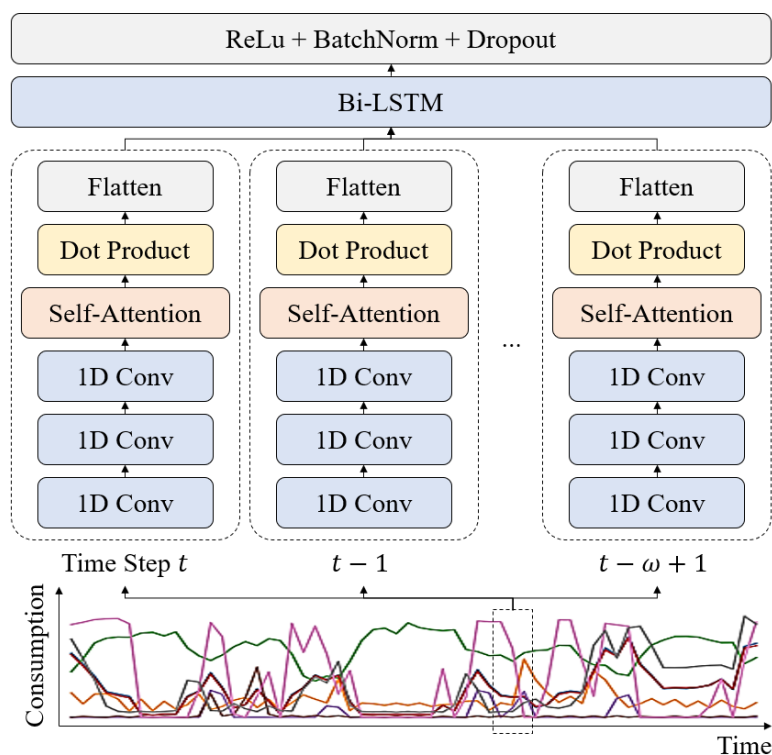 ReLu + BatchNorm + Dropout
Bi-LSTM
Flatten Flatten Flatten
Dot Product Dot Product Dot Product
Self-Attention Self-Attention Self-Attention
...
1D Conv 1D Conv 1D Conv
1D Conv 1D Conv 1D Conv
1D Conv 1D Conv 1D Conv
Time Step t t − 1 t − ω + 1
Consumption
Time